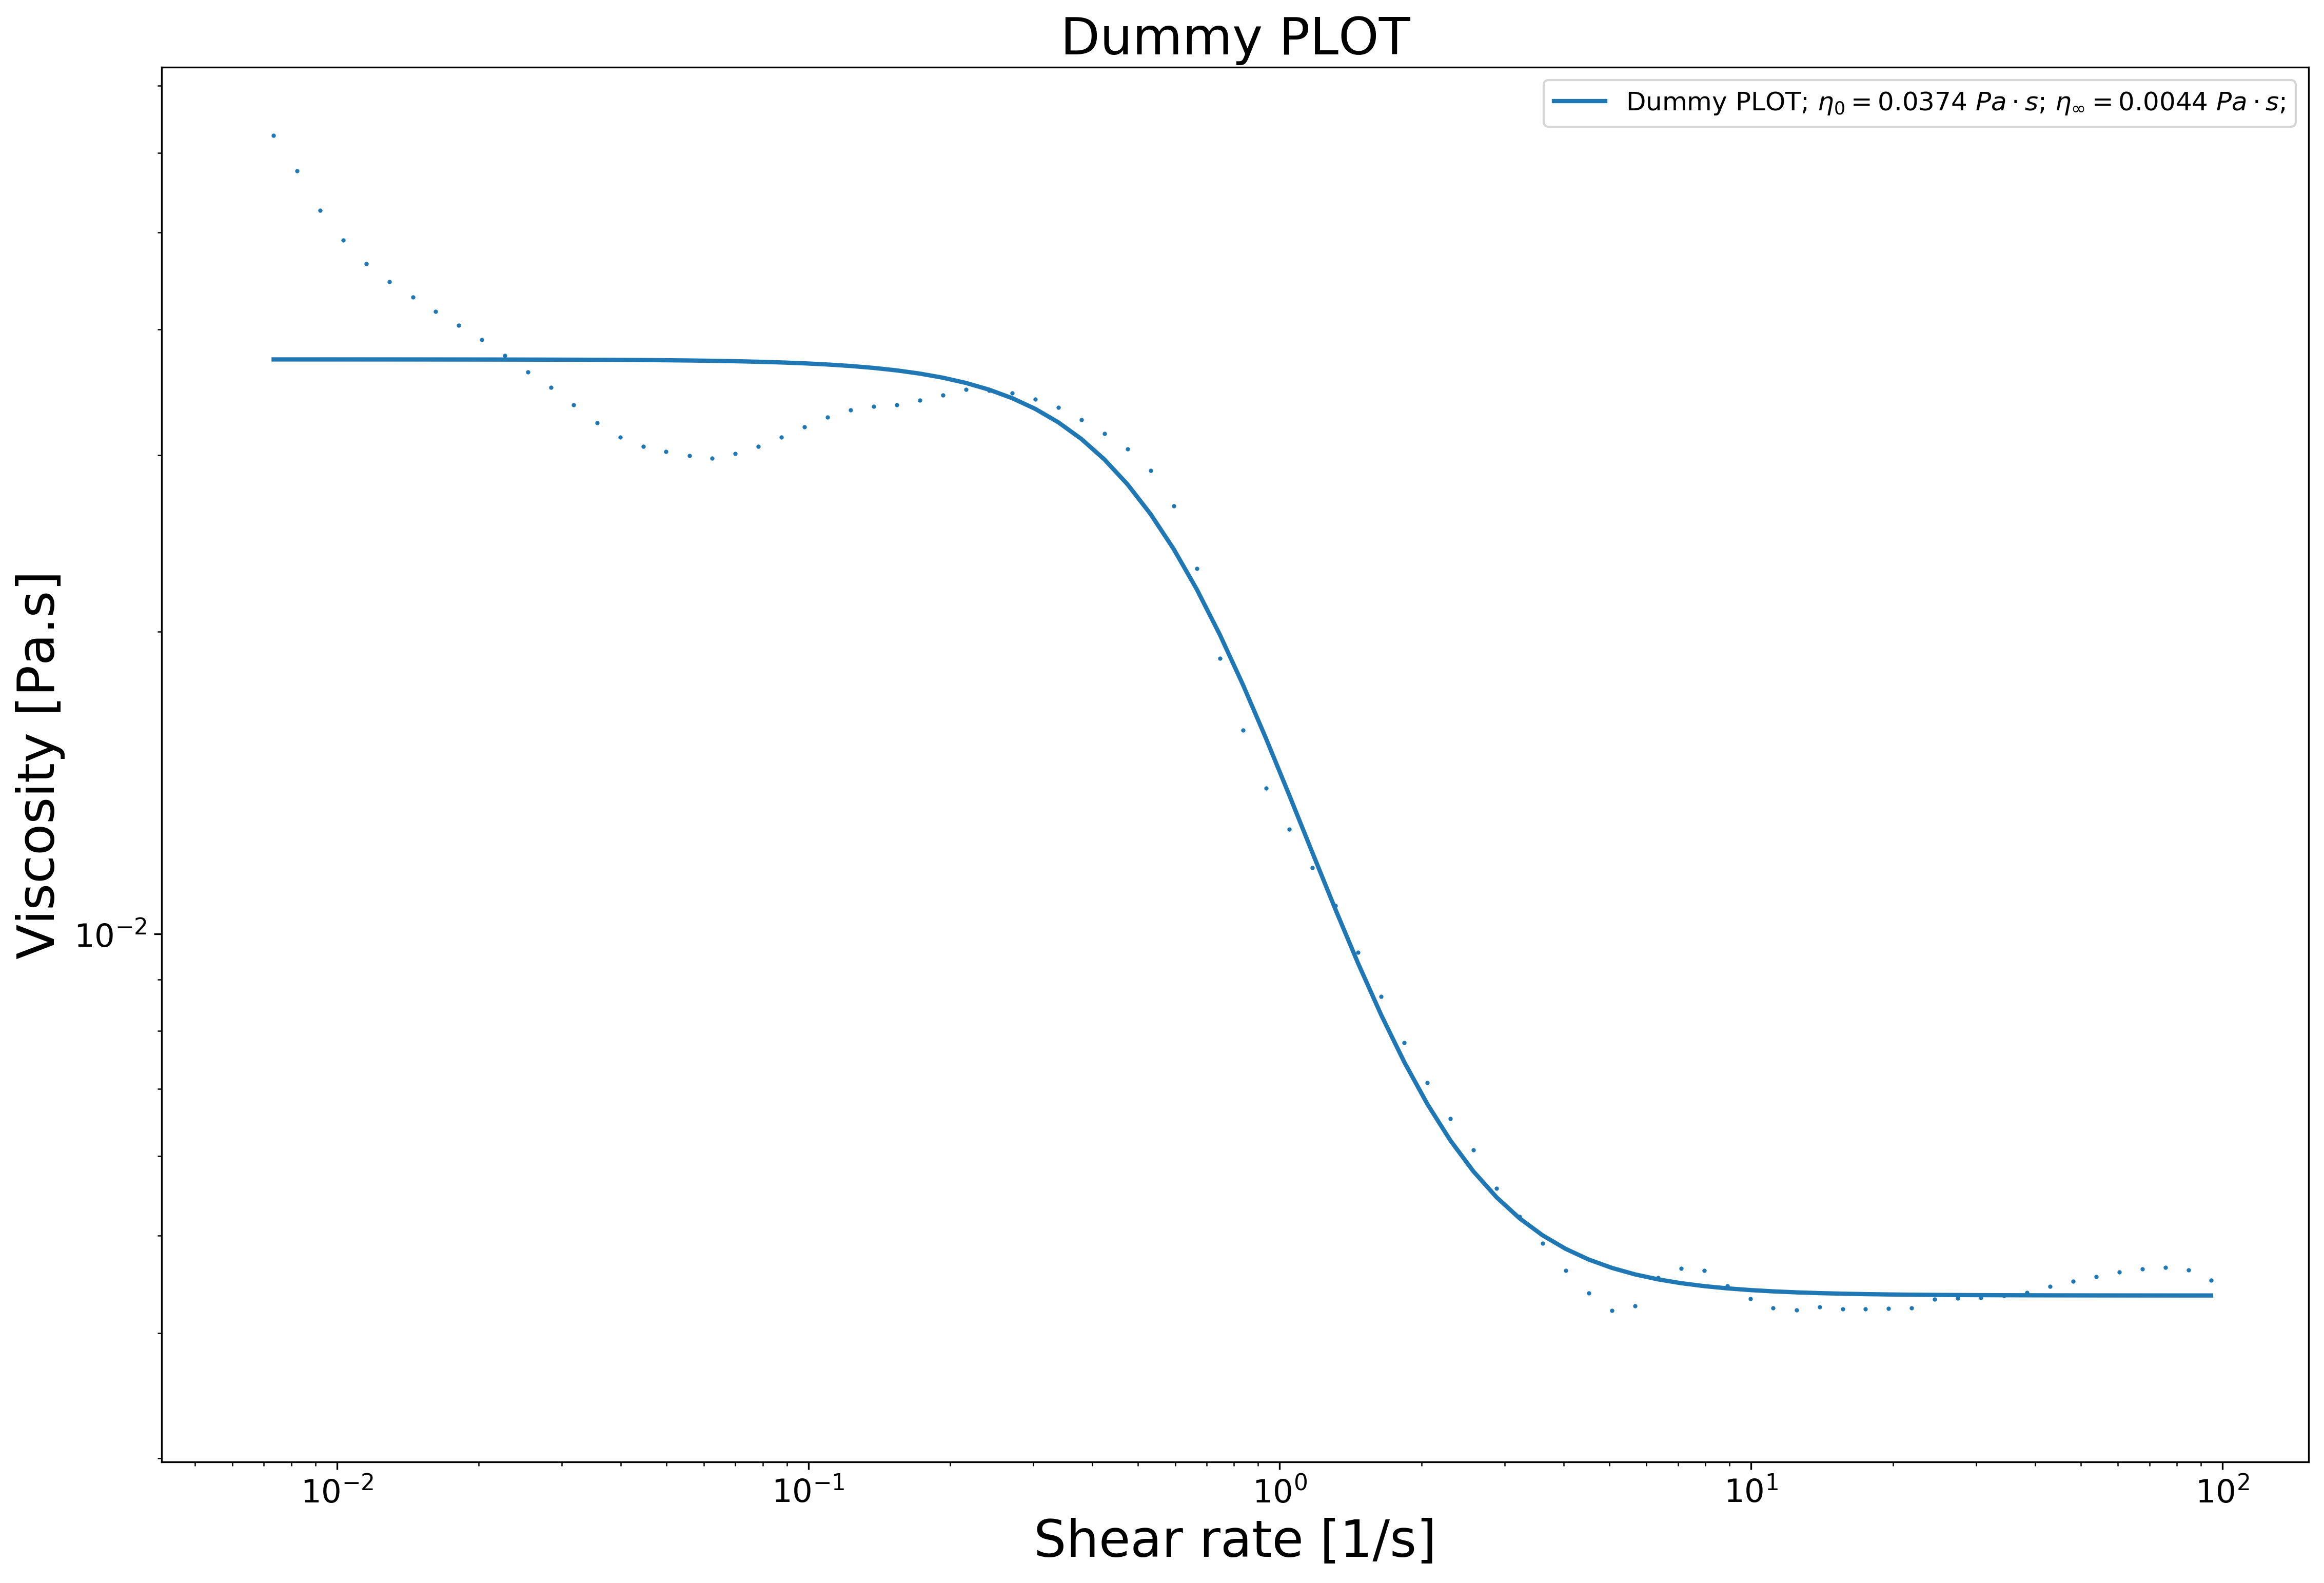 Dummy PLOT
Dummy PLOT; η₀ = 0.0374 Pa · s; η∞ = 0.0044 Pa · s;
Viscosity [Pa.s]
10⁻²
10⁻² 10⁻¹ 10⁰ 10¹ 10²
Shear rate [1/s]